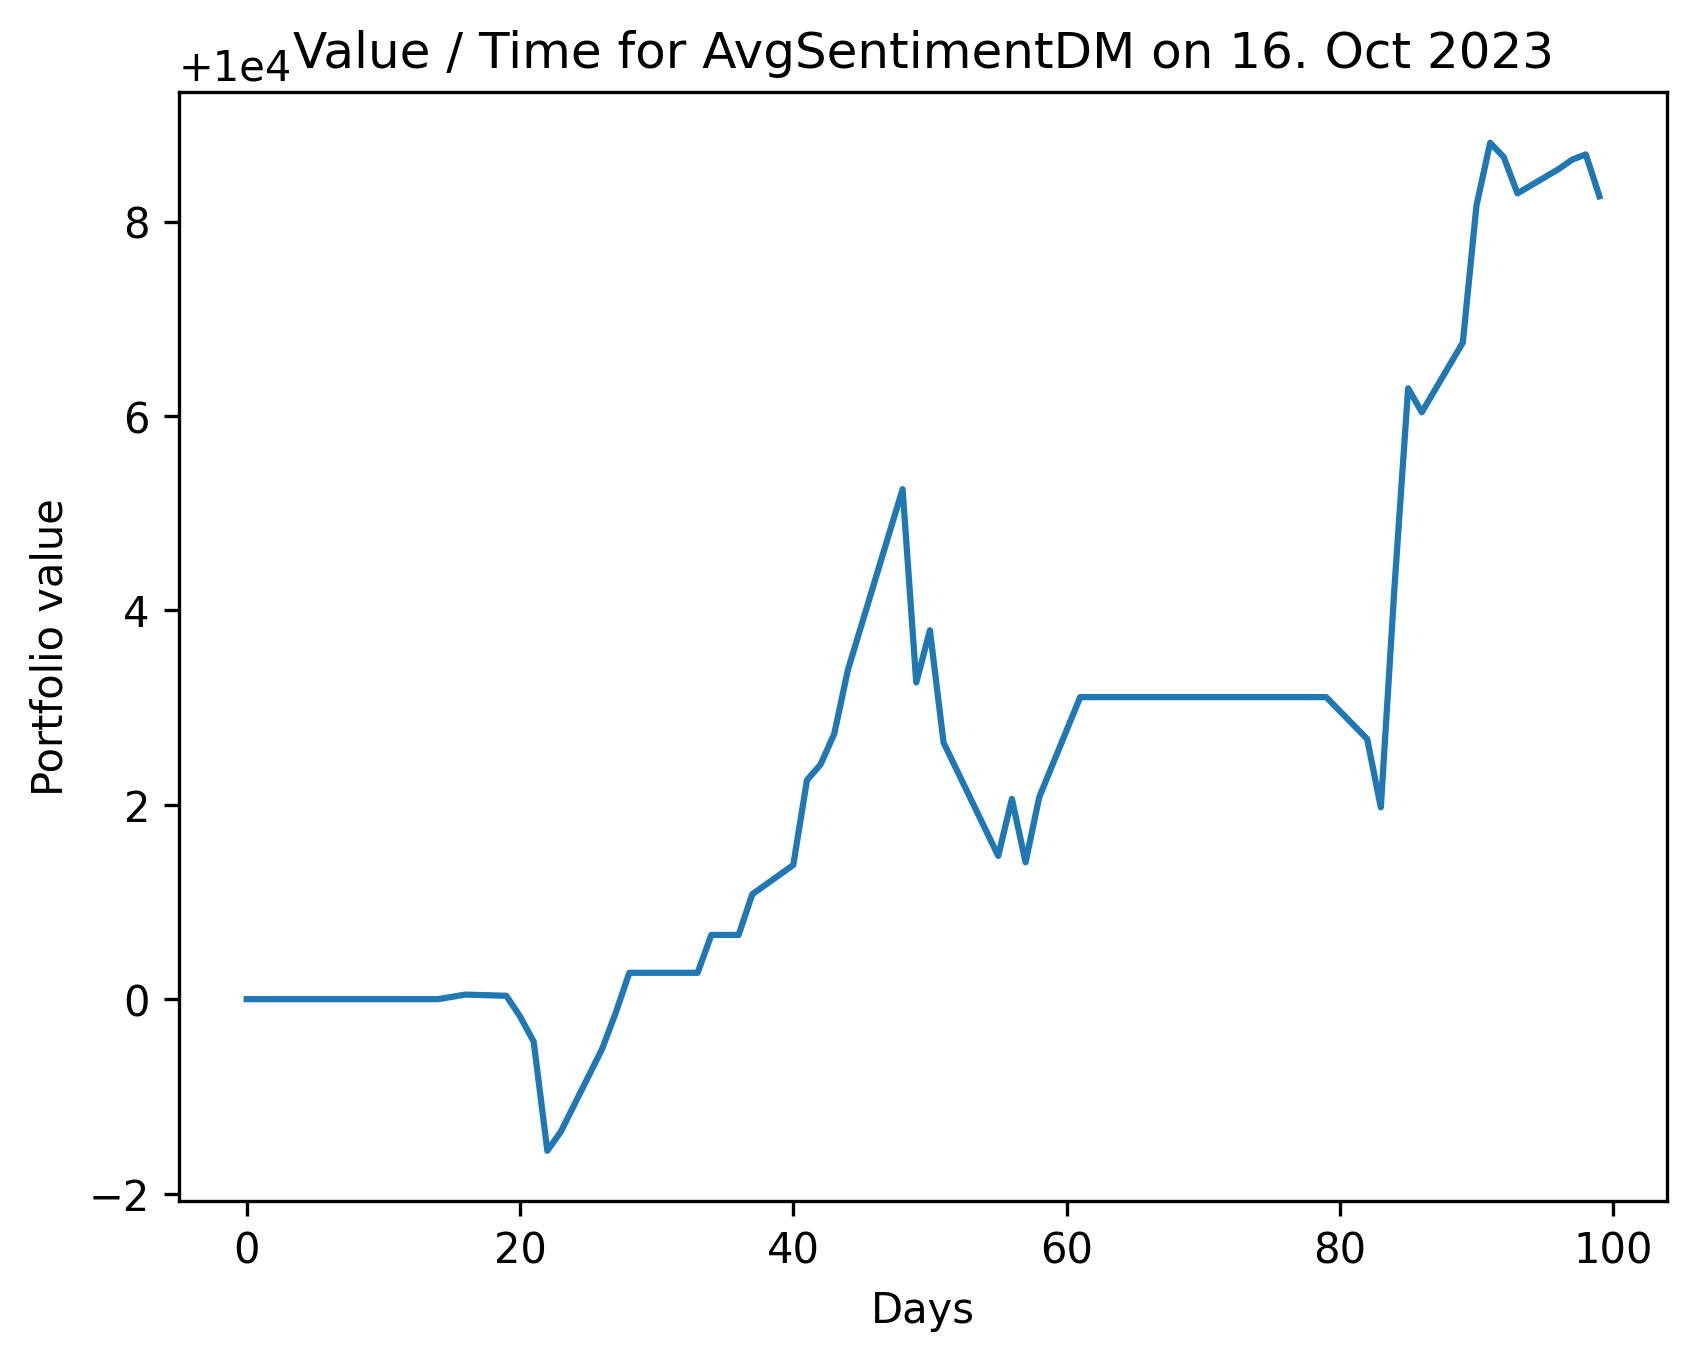 Value / Time for AvgSentimentDM on 16. Oct 2023
+1e4
8
6
4
2
0
−2
Portfolio value
0 20 40 60 80 100
Days